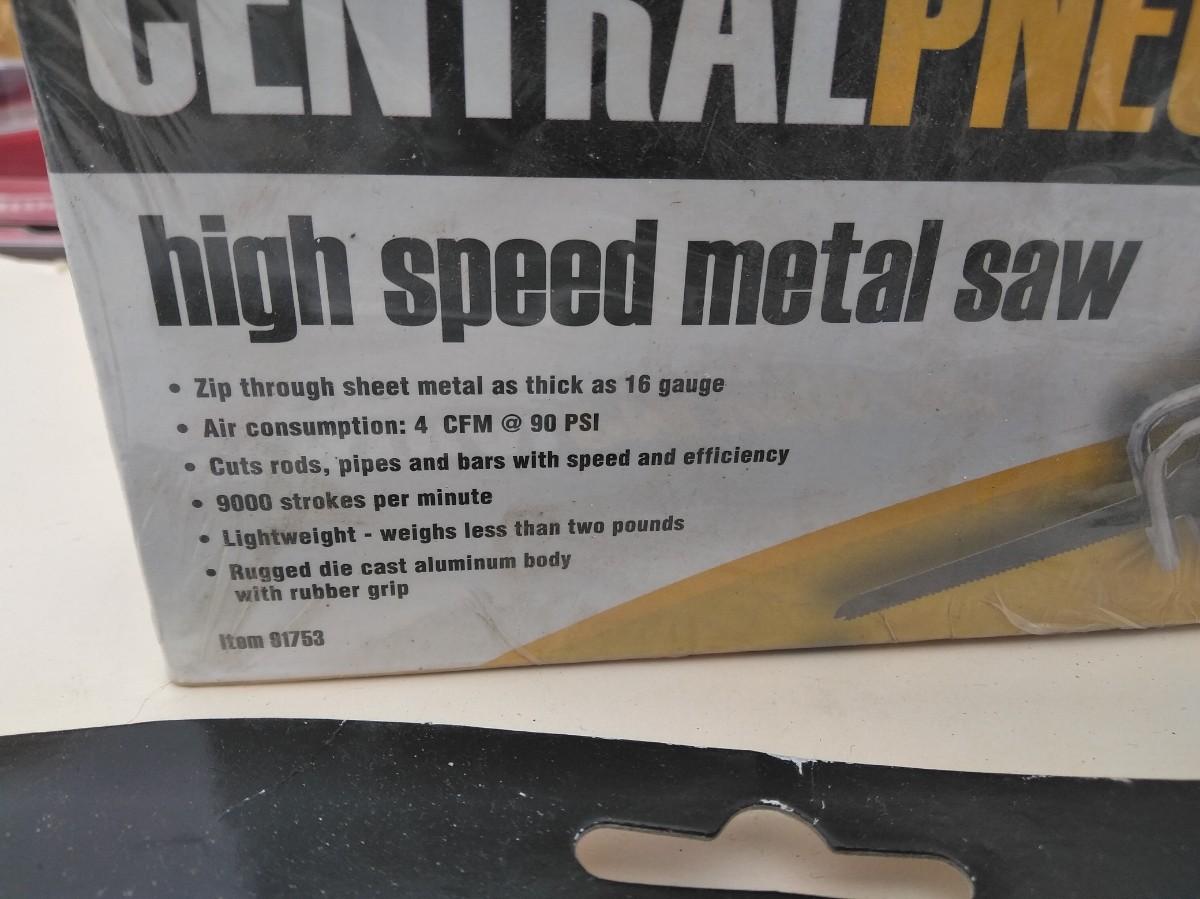 CENTRALPNEU
high speed metal saw
• Zip through sheet metal as thick as 16 gauge
• Air consumption: 4 CFM @ 90 PSI
• Cuts rods, pipes and bars with speed and efficiency
• 9000 strokes per minute
• Lightweight - weighs less than two pounds
• Rugged die cast aluminum body
with rubber grip
Item 91753